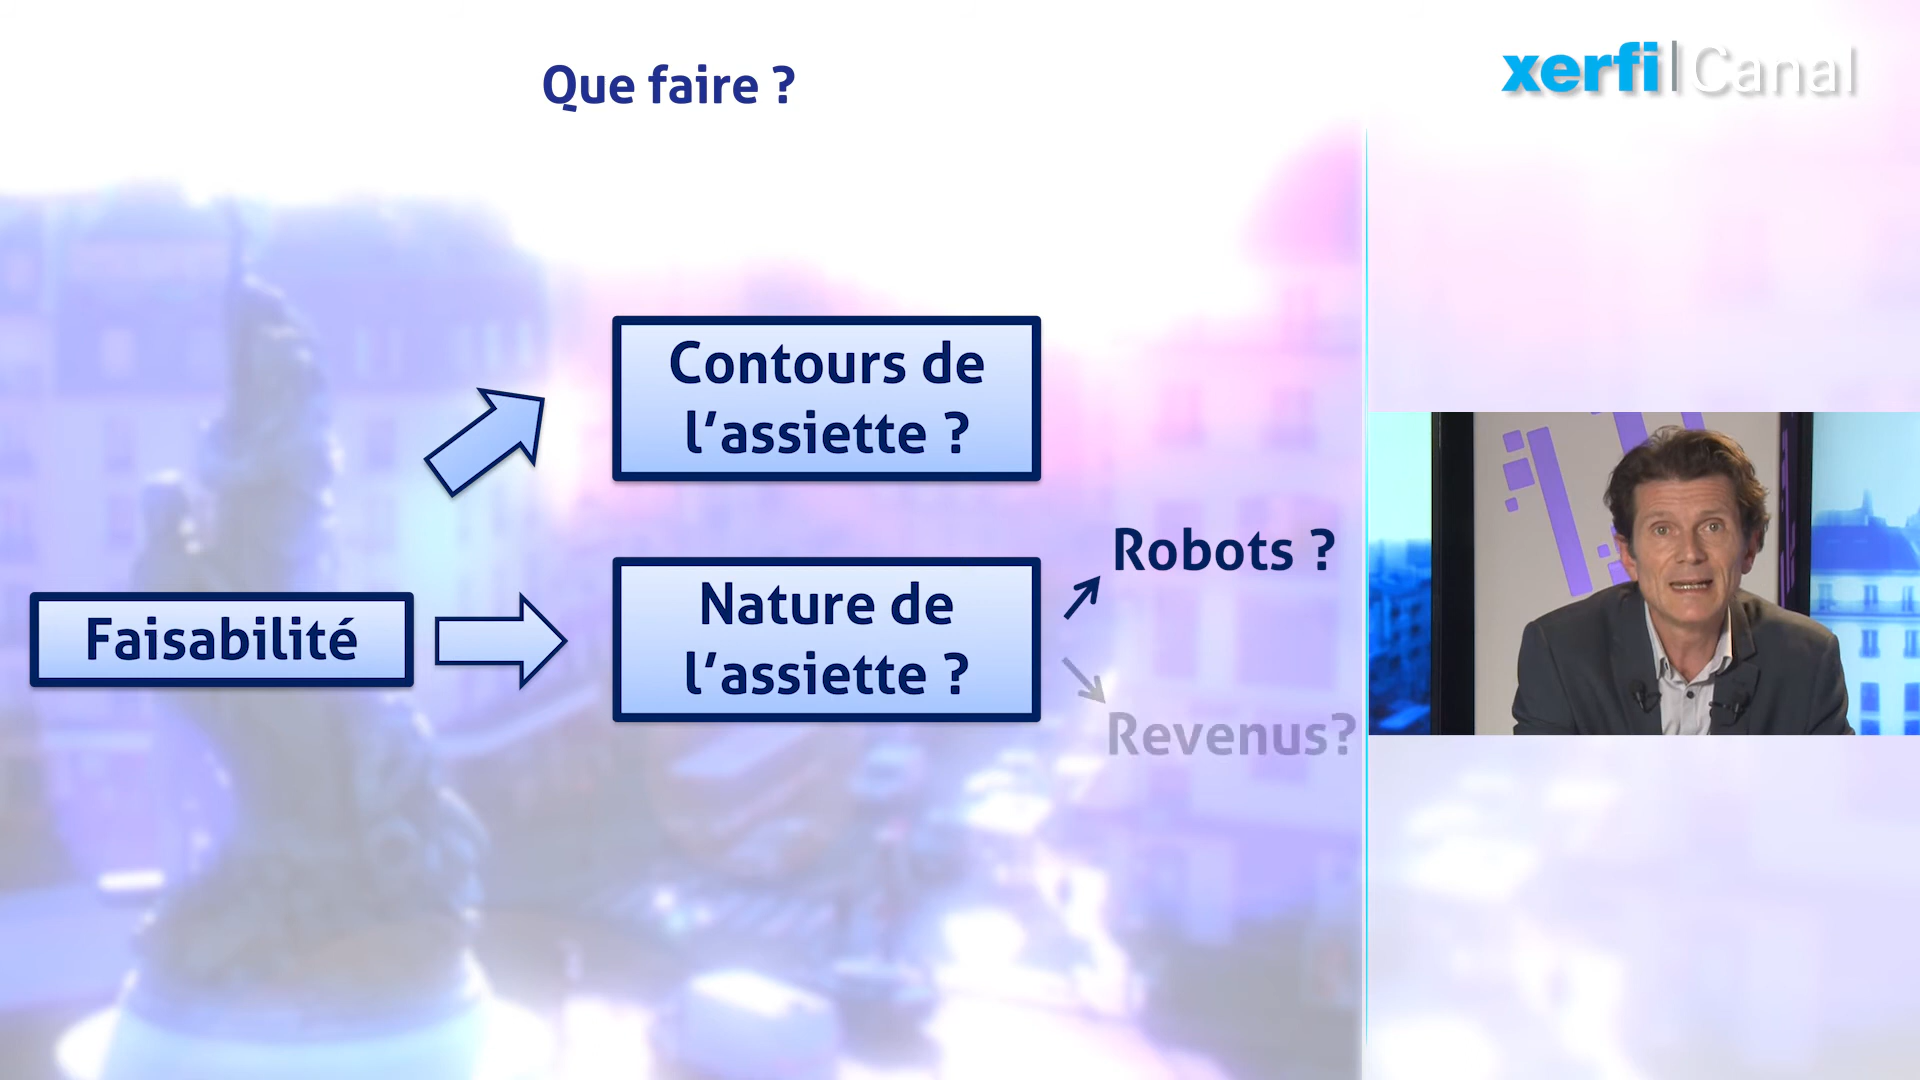 Que faire ?
xerfi Canal
Contours de
l'assiette ?
Robots ?
Faisabilité
Nature de
l'assiette ?
Revenus?